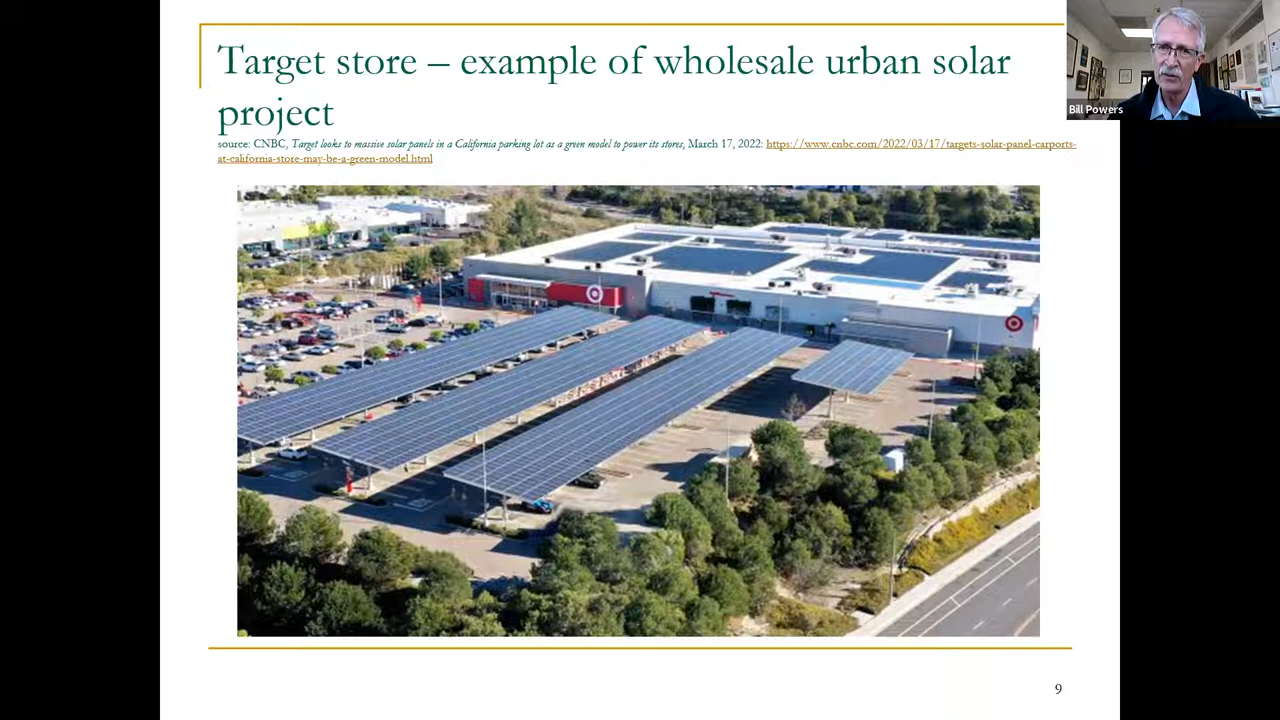 Target store – example of wholesale urban solar
project
source: CNBC, Target looks to massive solar panels in a California parking lot as a green model to power its stores, March 17, 2022: https://www.cnbc.com/2022/03/17/targets-solar-panel-carports-
at-california-store-may-be-a-green-model.html
Bill Powers
9